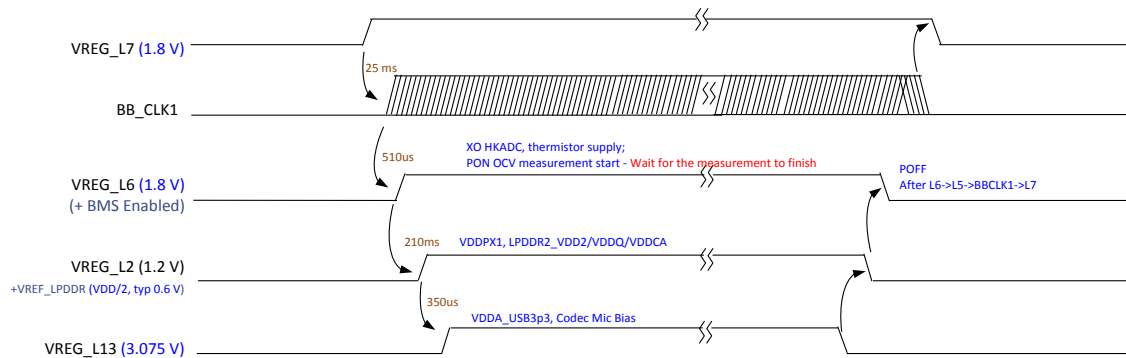 VREG_L7 (1.8 V)
25 ms
BB_CLK1
510us
XO HKADC, thermistor supply;
PON OCV measurement start - Wait for the measurement to finish
POFF
After L6->L5->BBCLK1->L7
VREG_L6 (1.8 V)
(+ BMS Enabled)
210ms
VDDPX1, LPDDR2_VDD2/VDDQ/VDDCA
VREG_L2 (1.2 V)
+VREF_LPDDR (VDD/2, typ 0.6 V)
350us
VDDA_USB3p3, Codec Mic Bias
VREG_L13 (3.075 V)